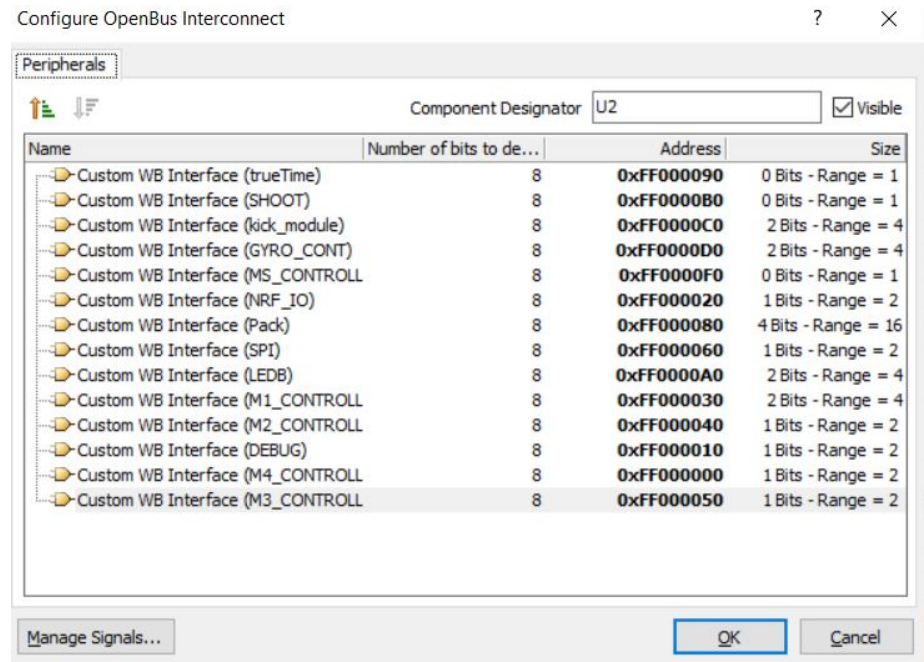 Configure OpenBus Interconnect ?
Peripherals
Component Designator U2 Visible
Name Number of bits to de... Address Size
Custom WB Interface (trueTime) 8 0xFF000090 0 Bits - Range = 1
Custom WB Interface (SHOOT) 8 0xFF0000B0 0 Bits - Range = 1
Custom WB Interface (kick_module) 8 0xFF0000C0 2 Bits - Range = 4
Custom WB Interface (GYRO_CONT) 8 0xFF0000D0 2 Bits - Range = 4
Custom WB Interface (MS_CONTROLL 8 0xFF0000F0 0 Bits - Range = 1
Custom WB Interface (NRF_IO) 8 0xFF000020 1 Bits - Range = 2
Custom WB Interface (Pack) 8 0xFF000080 4 Bits - Range = 16
Custom WB Interface (SPI) 8 0xFF000060 1 Bits - Range = 2
Custom WB Interface (LEDB) 8 0xFF0000A0 2 Bits - Range = 4
Custom WB Interface (M1_CONTROLL 8 0xFF000030 2 Bits - Range = 4
Custom WB Interface (M2_CONTROLL 8 0xFF000040 1 Bits - Range = 2
Custom WB Interface (DEBUG) 8 0xFF000010 1 Bits - Range = 2
Custom WB Interface (M4_CONTROLL 8 0xFF000000 1 Bits - Range = 2
Custom WB Interface (M3_CONTROLL 8 0xFF000050 1 Bits - Range = 2
Manage Signals... OK Cancel